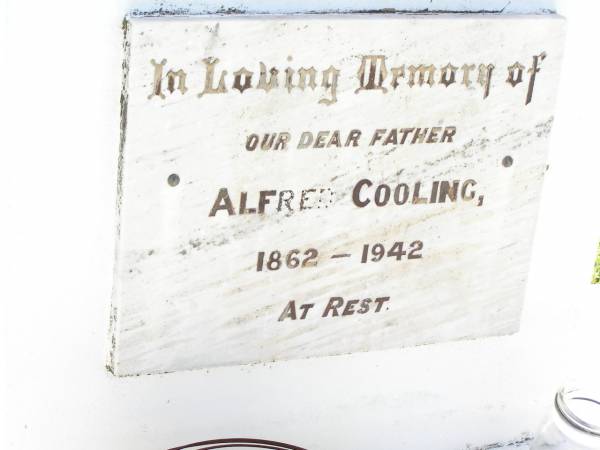 In Loving Memory of
OUR DEAR FATHER
ALFRED COOLING,
1862 – 1942
AT REST.